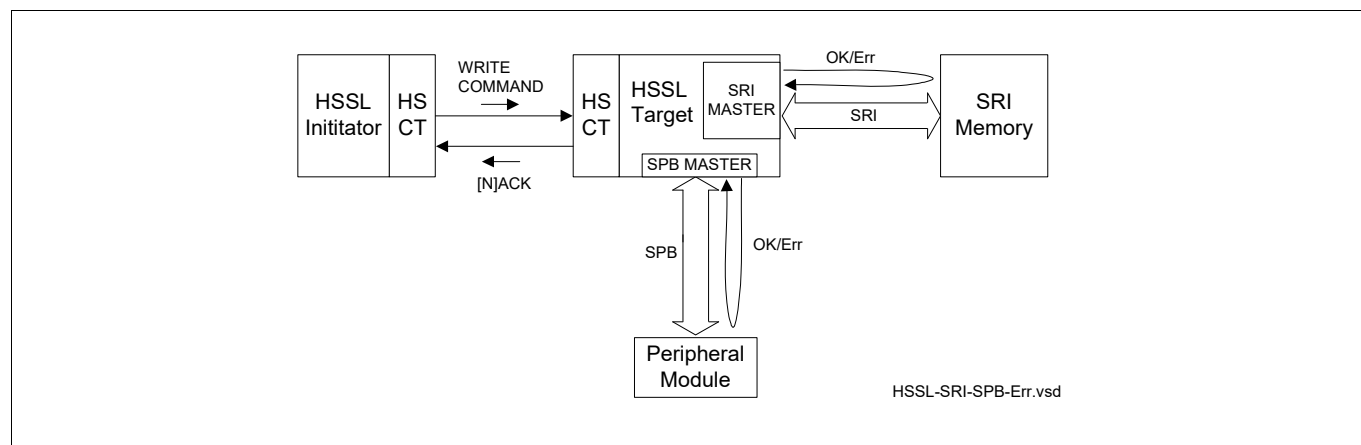 HSSL
Inititator
HS
CT
WRITE
COMMAND
[N]ACK
HS
CT
HSSL
Target
SRI
MASTER
SPB MASTER
OK/Err
SRI
SRI
Memory
SPB
OK/Err
Peripheral
Module
HSSL-SRI-SPB-Err.vsd